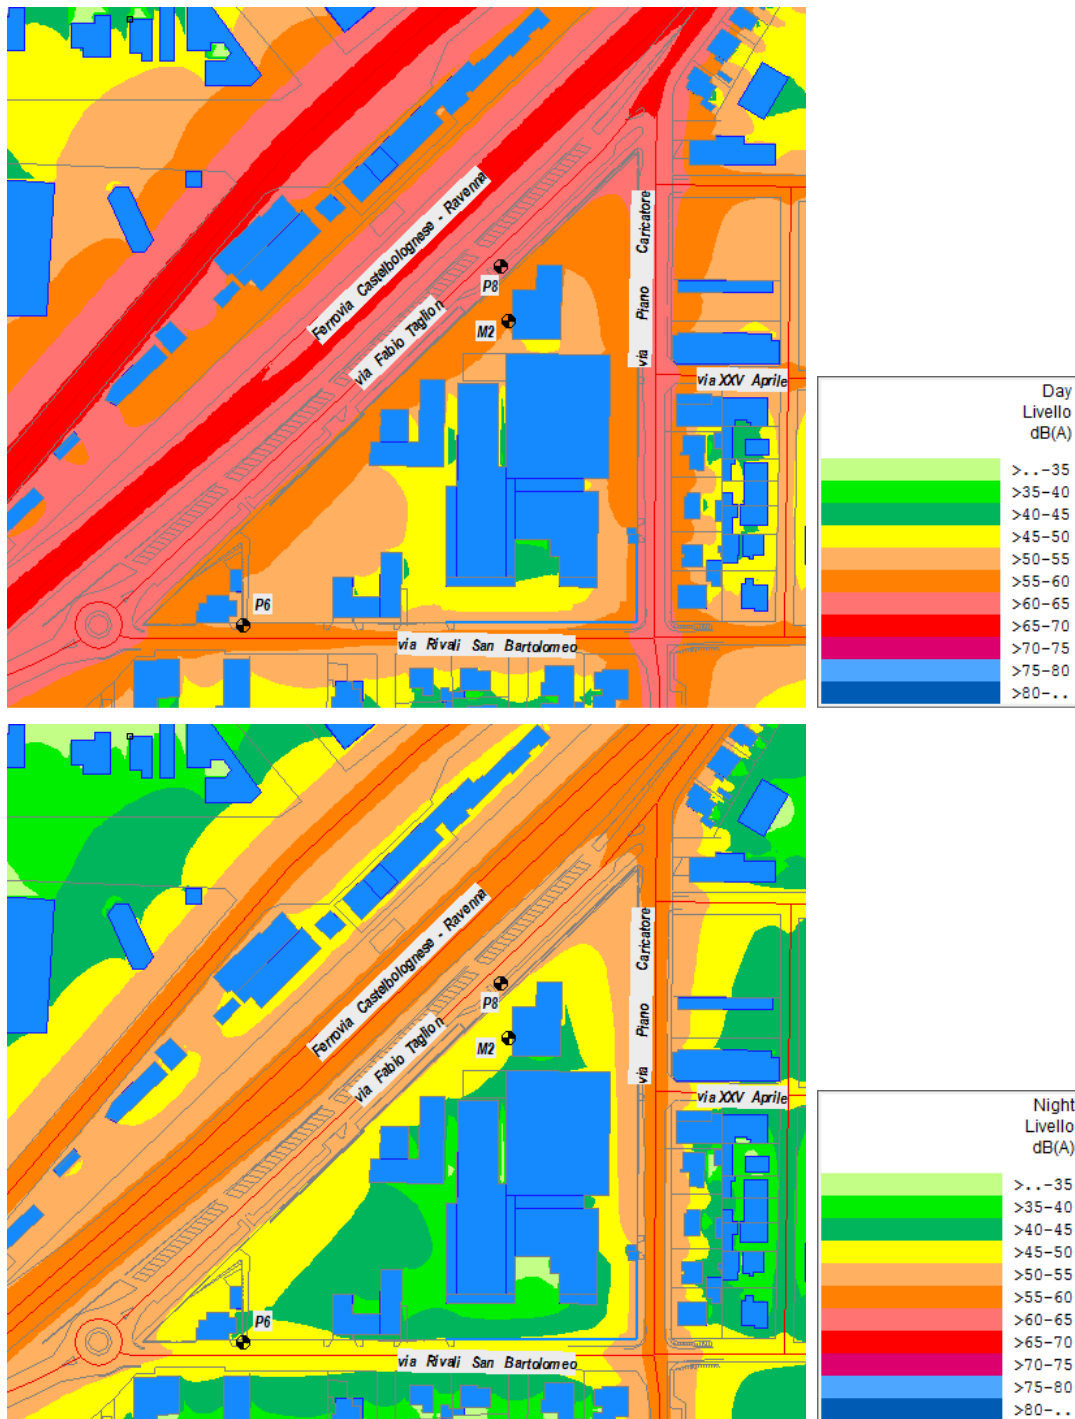 Ferrovia Castelbolognese - Ravenna
via Piano Caricatore
P8
via Fabio Taglion
M2
via XXV Aprile
P6
via Rivali San Bartolomeo
Day
Livello
dB(A)
>..-35
>35-40
>40-45
>45-50
>50-55
>55-60
>60-65
>65-70
>70-75
>75-80
>80-..
Ferrovia Castelbolognese - Ravenna
via Piano Caricatore
P8
via Fabio Taglion
M2
via XXV Aprile
P6
via Rivali San Bartolomeo
Night
Livello
dB(A)
>..-35
>35-40
>40-45
>45-50
>50-55
>55-60
>60-65
>65-70
>70-75
>75-80
>80-..